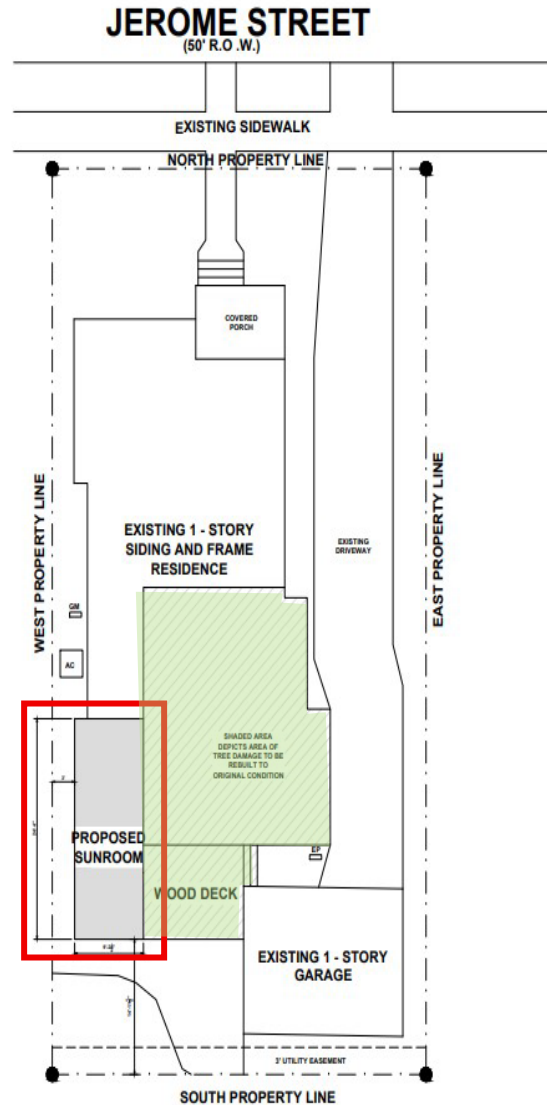 JEROME STREET
(50' R.O .W.)
EXISTING SIDEWALK
NORTH PROPERTY LINE
COVERED
PORCH
WEST PROPERTY LINE
EAST PROPERTY LINE
EXISTING 1 - STORY
SIDING AND FRAME
RESIDENCE
EXISTING
DRIVEWAY
GM
AC
SHADED AREA
DEPICTS AREA OF
TREE DAMAGE TO BE
REBUILT TO
ORIGINAL CONDITION
3'
PROPOSED
SUNROOM
EP
WOOD DECK
EXISTING 1 - STORY
GARAGE
3' UTILITY EASEMENT
SOUTH PROPERTY LINE